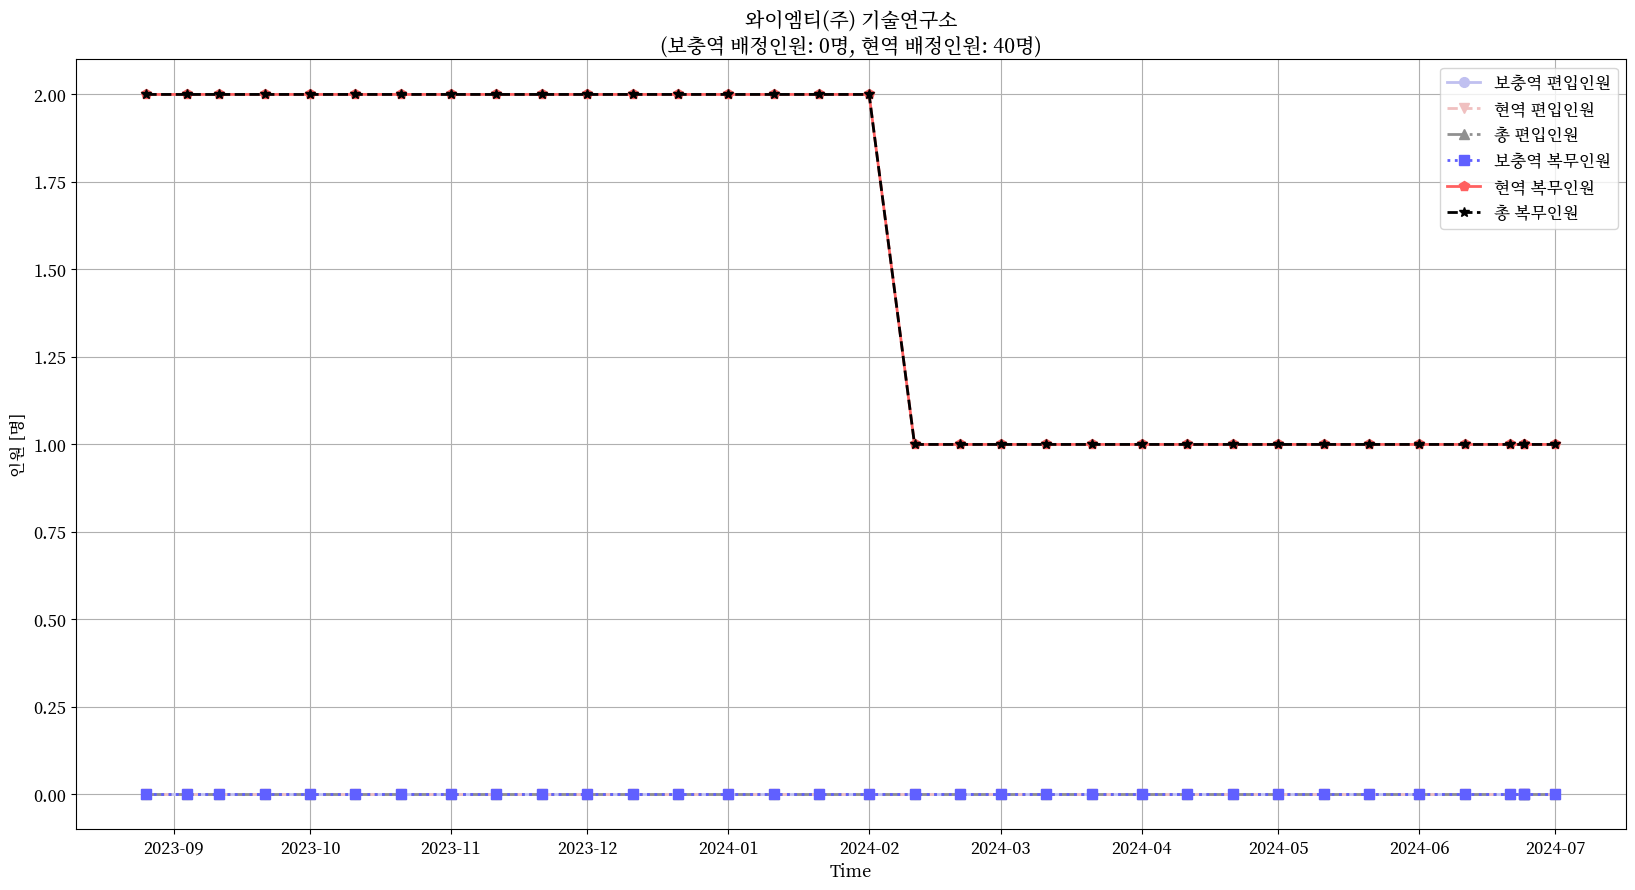 와이엠티(주) 기술연구소
(보충역 배정인원: 0명, 현역 배정인원: 40명)
보충역 편입인원
현역 편입인원
총 편입인원
보충역 복무인원
현역 복무인원
총 복무인원
인원 [명]
2.00
1.75
1.50
1.25
1.00
0.75
0.50
0.25
0.00
2023-09 2023-10 2023-11 2023-12 2024-01 2024-02 2024-03 2024-04 2024-05 2024-06 2024-07
Time